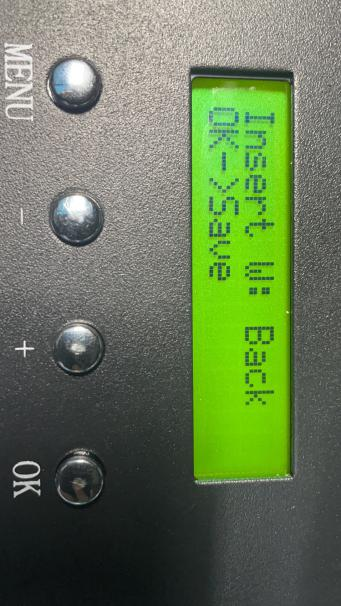 Insert W: Back
OK->Save
MENU - + OK